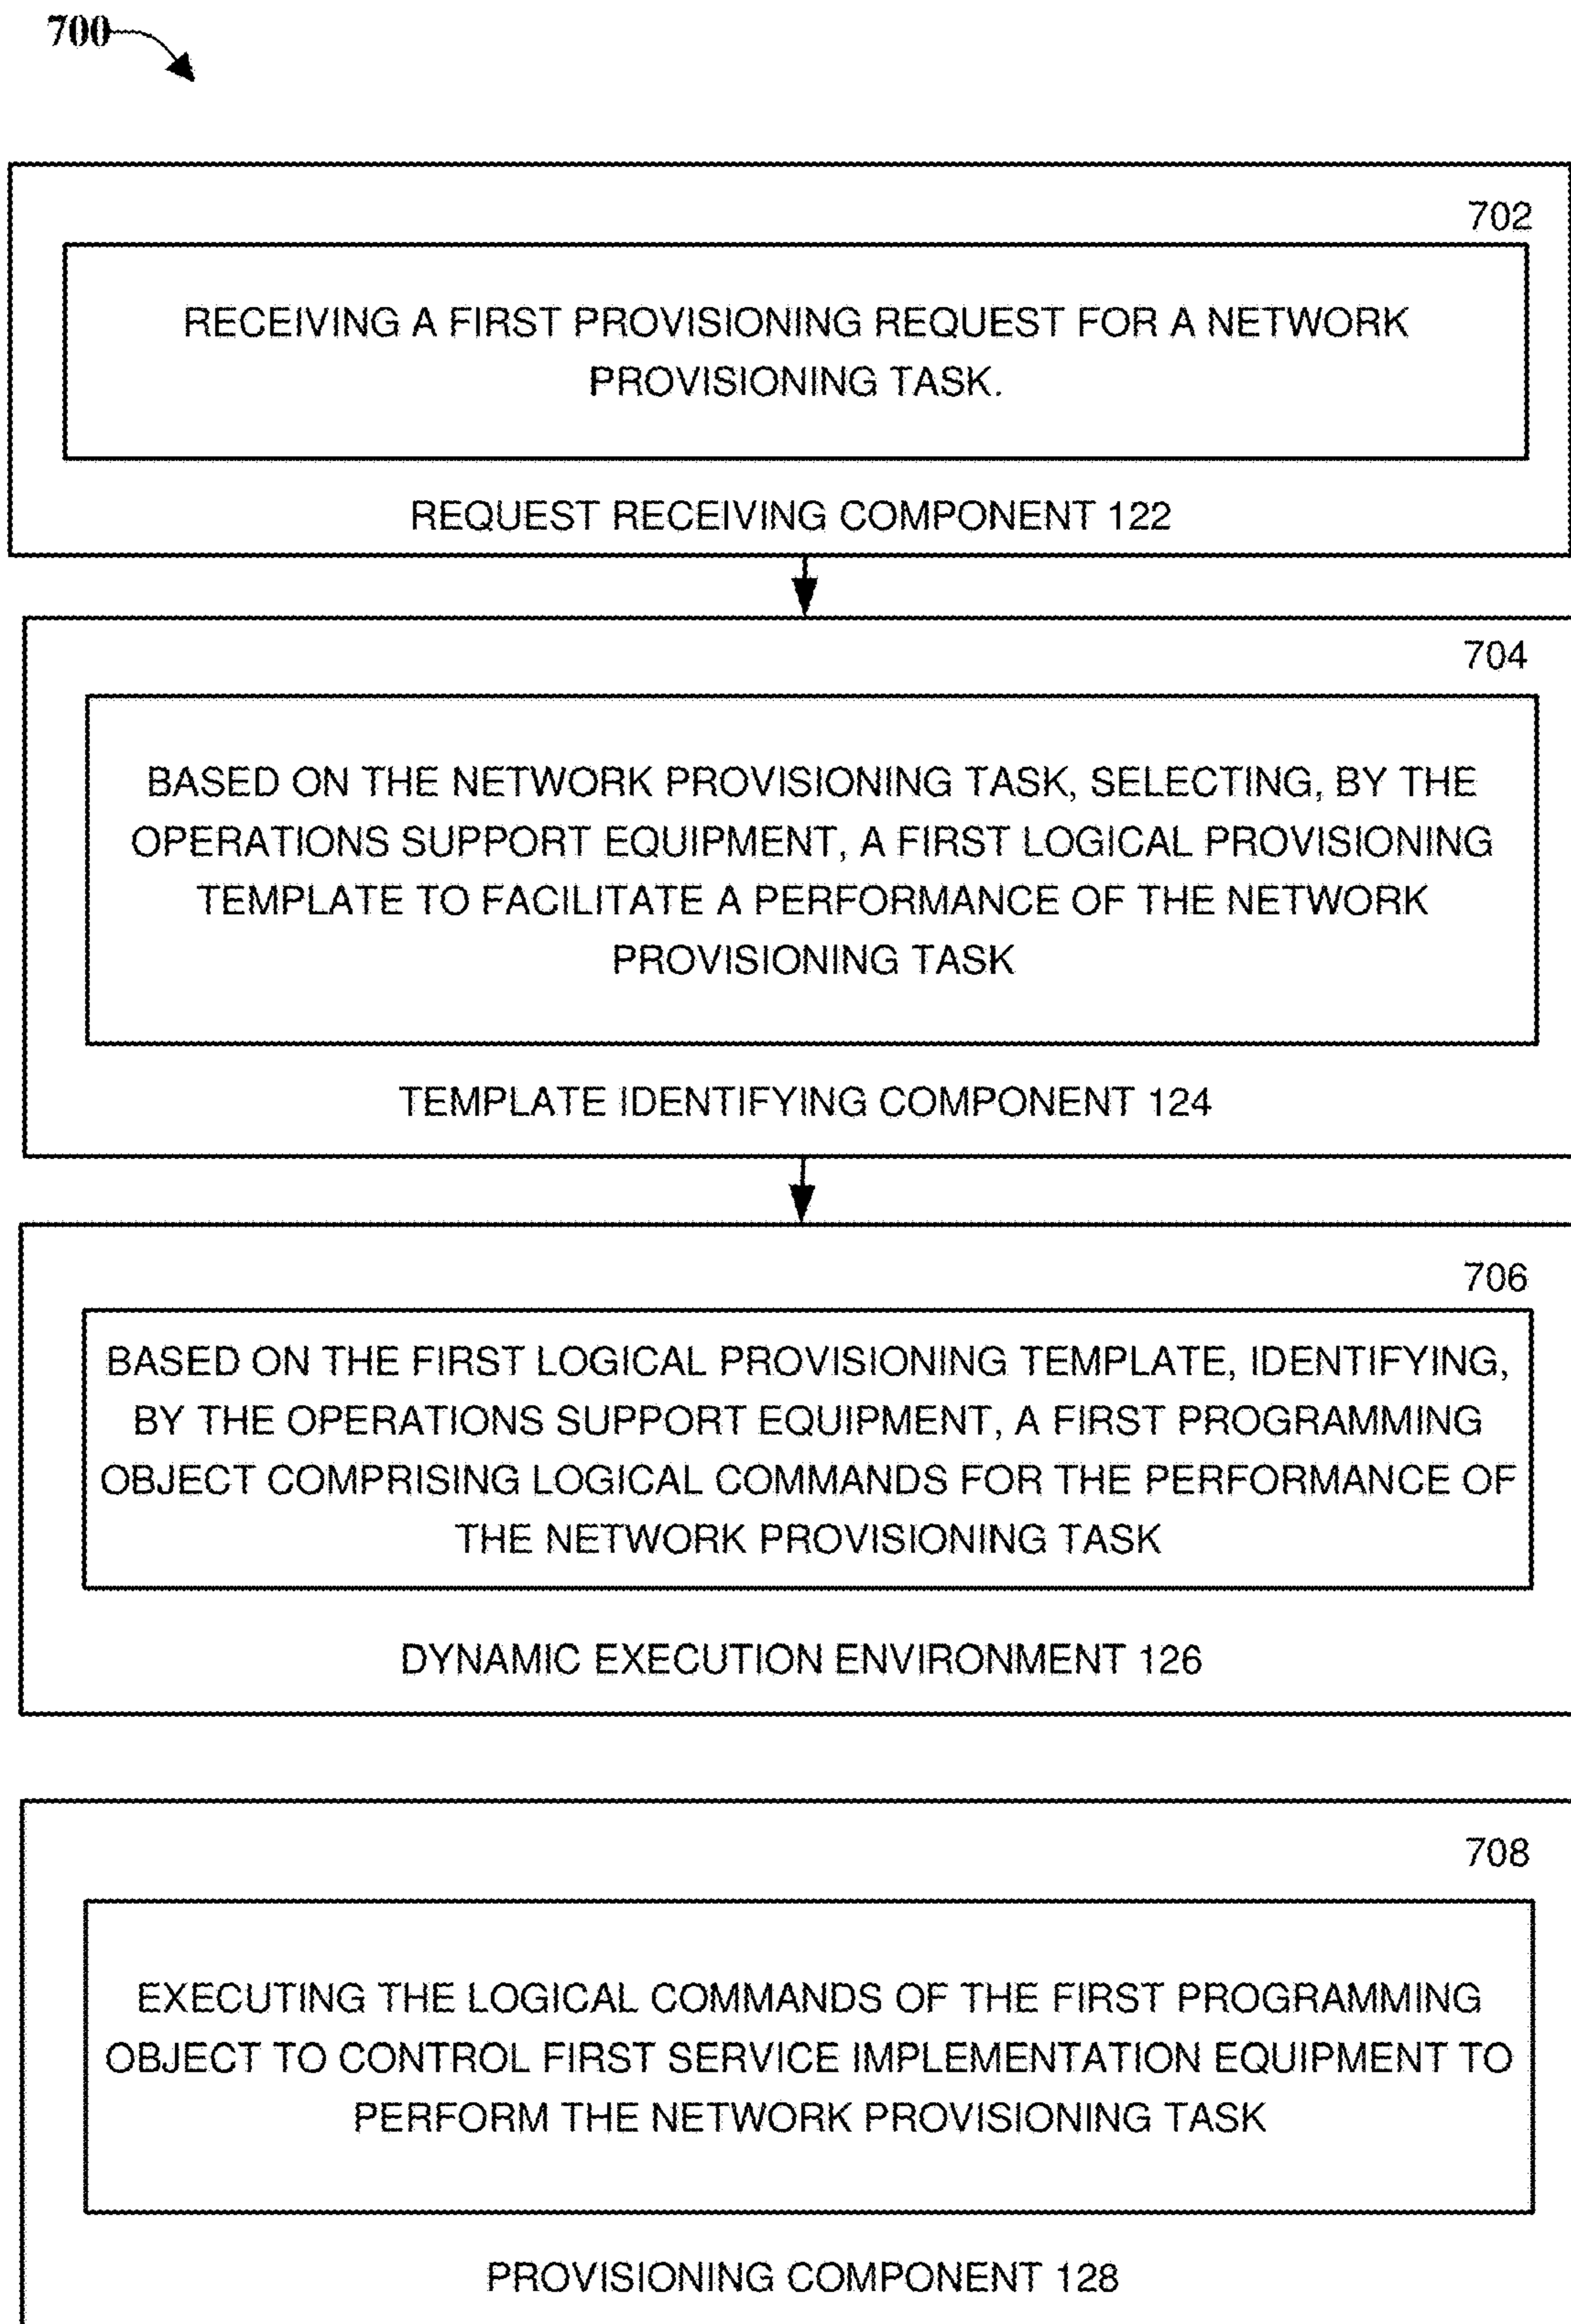 700
702
RECEIVING A FIRST PROVISIONING REQUEST FOR A NETWORK
PROVISIONING TASK.
REQUEST RECEIVING COMPONENT 122
704
BASED ON THE NETWORK PROVISIONING TASK, SELECTING, BY THE
OPERATIONS SUPPORT EQUIPMENT, A FIRST LOGICAL PROVISIONING
TEMPLATE TO FACILITATE A PERFORMANCE OF THE NETWORK
PROVISIONING TASK
TEMPLATE IDENTIFYING COMPONENT 124
706
BASED ON THE FIRST LOGICAL PROVISIONING TEMPLATE, IDENTIFYING,
BY THE OPERATIONS SUPPORT EQUIPMENT, A FIRST PROGRAMMING
OBJECT COMPRISING LOGICAL COMMANDS FOR THE PERFORMANCE OF
THE NETWORK PROVISIONING TASK
DYNAMIC EXECUTION ENVIRONMENT 126
708
EXECUTING THE LOGICAL COMMANDS OF THE FIRST PROGRAMMING
OBJECT TO CONTROL FIRST SERVICE IMPLEMENTATION EQUIPMENT TO
PERFORM THE NETWORK PROVISIONING TASK
PROVISIONING COMPONENT 128